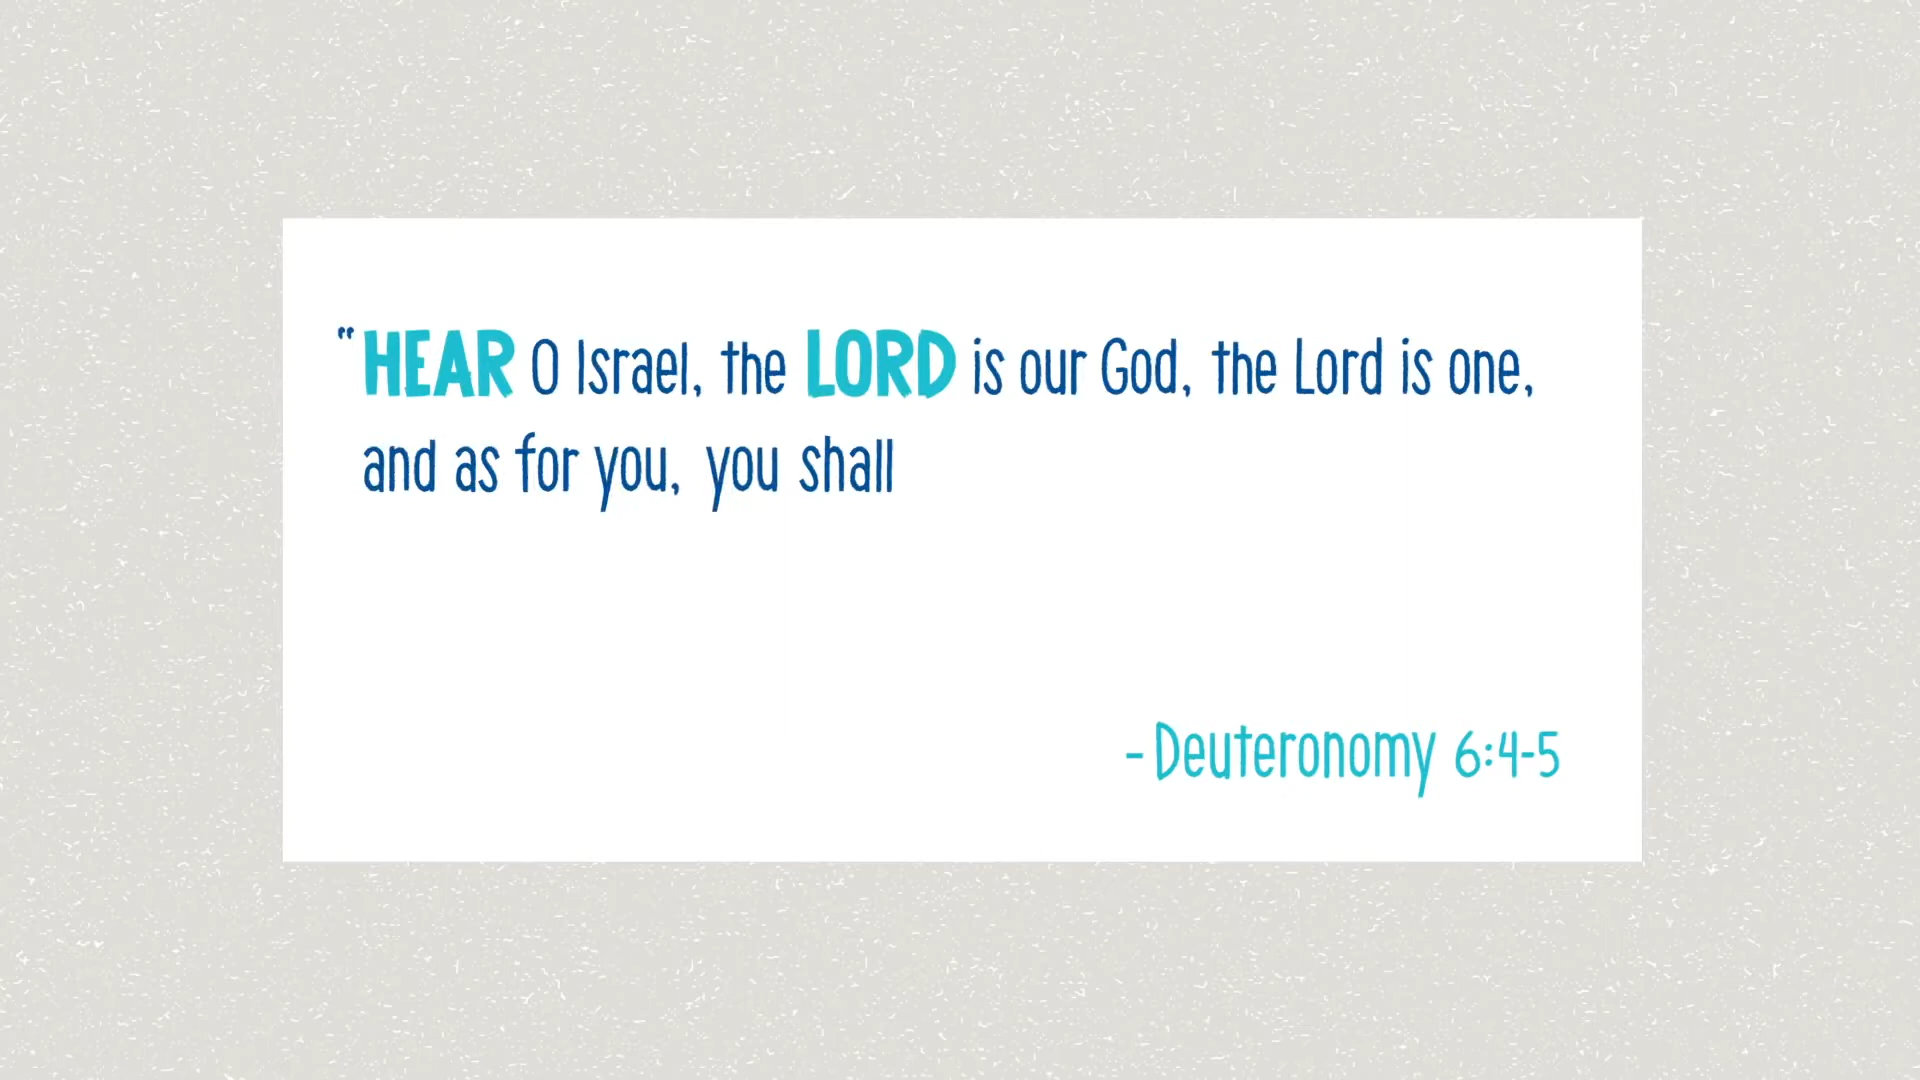 “HEAR O Israel, the LORD is our God, the Lord is one,
and as for you, you shall
- Deuteronomy 6:4-5